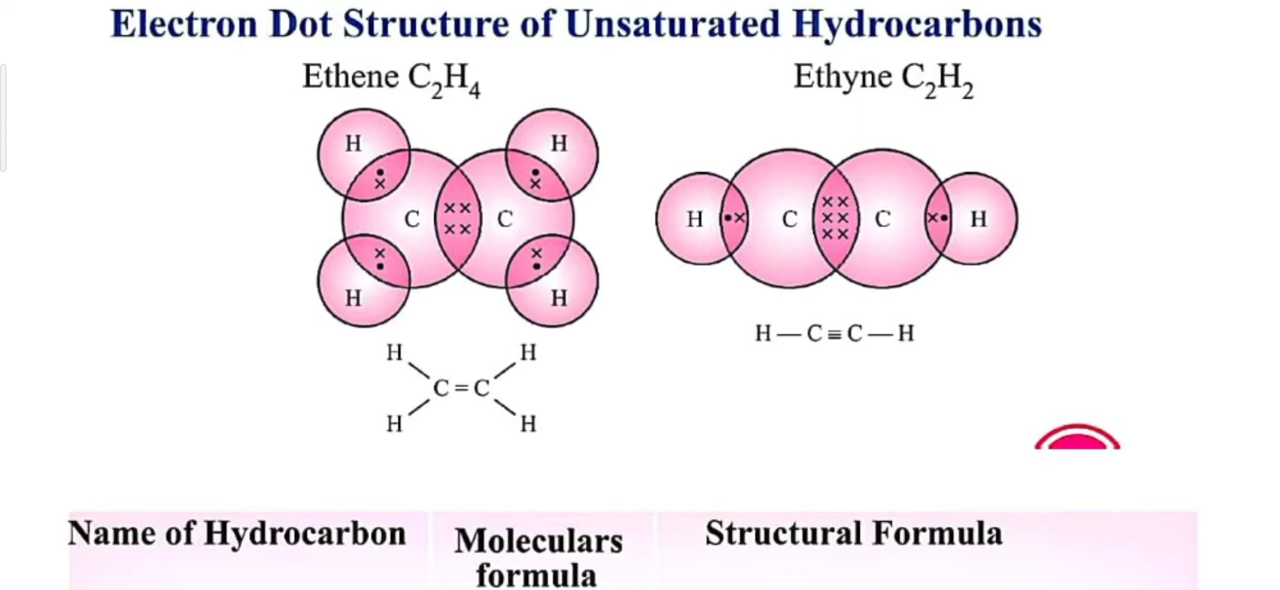 Electron Dot Structure of Unsaturated Hydrocarbons
Ethene C₂H₄
Ethyne C₂H₂
H H
•
x •
x
C x x
x x C
x
• x
•
H H
H •x C x x
x x
x x C x• H
H H
C = C
H H
H — C ≡ C — H
Name of Hydrocarbon
Moleculars
formula
Structural Formula